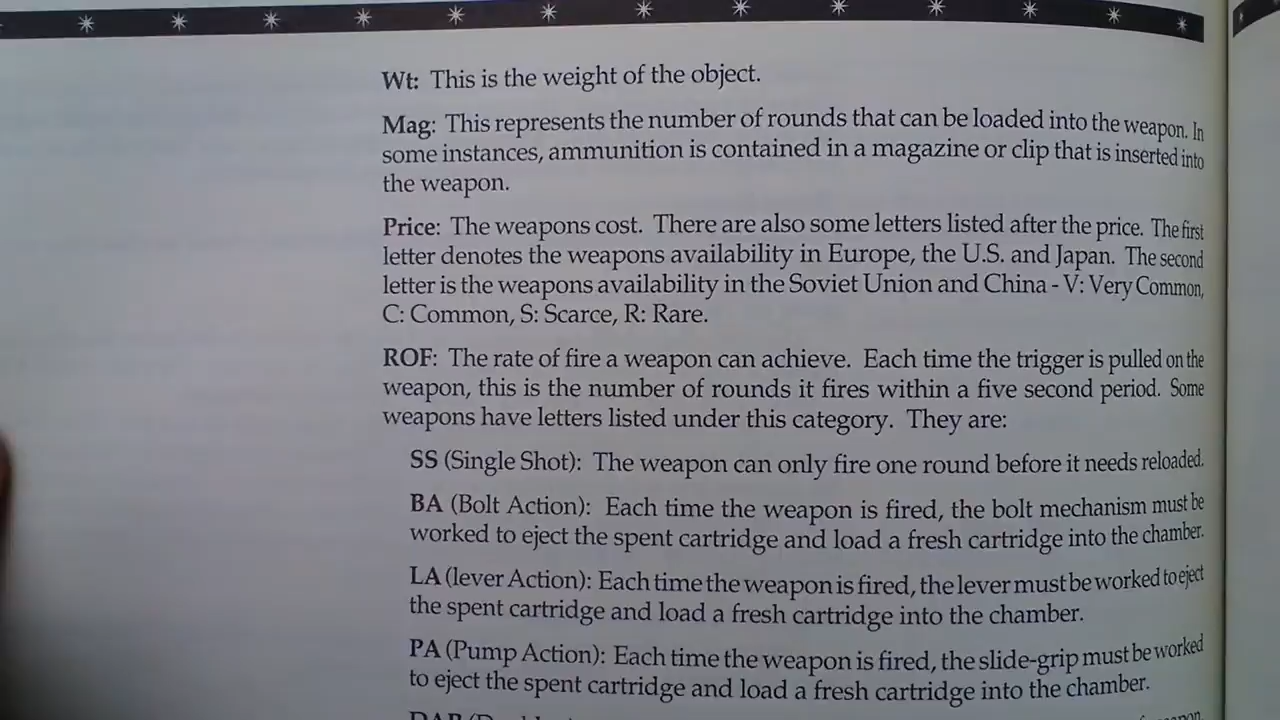 Wt: This is the weight of the object.
Mag: This represents the number of rounds that can be loaded into the weapon. In
some instances, ammunition is contained in a magazine or clip that is inserted into
the weapon.
Price: The weapons cost. There are also some letters listed after the price. The first
letter denotes the weapons availability in Europe, the U.S. and Japan. The second
letter is the weapons availability in the Soviet Union and China - V: Very Common,
C: Common, S: Scarce, R: Rare.
ROF: The rate of fire a weapon can achieve. Each time the trigger is pulled on the
weapon, this is the number of rounds it fires within a five second period. Some
weapons have letters listed under this category. They are:
SS (Single Shot): The weapon can only fire one round before it needs reloaded.
BA (Bolt Action): Each time the weapon is fired, the bolt mechanism must be
worked to eject the spent cartridge and load a fresh cartridge into the chamber.
LA (lever Action): Each time the weapon is fired, the lever must be worked to eject
the spent cartridge and load a fresh cartridge into the chamber.
PA (Pump Action): Each time the weapon is fired, the slide-grip must be worked
to eject the spent cartridge and load a fresh cartridge into the chamber.